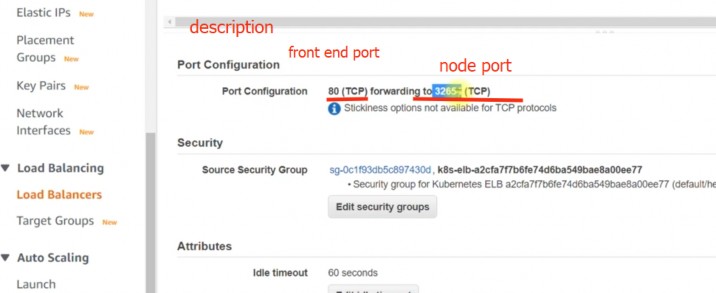 Elastic IPs New
Placement
Groups New
Key Pairs New
Network
Interfaces New
Load Balancing
Load Balancers
Target Groups New
Auto Scaling
Launch
description
front end port
node port
Port Configuration
Port Configuration 80 (TCP) forwarding to (TCP)
Stickiness options not available for TCP protocols
Security
Source Security Group sg-0c1f93db5c897430d, k8s-elb-a2cfa7f7b6fe74d6ba549bae8a00ee77
• Security group for Kubernetes ELB a2cfa7f7b6fe74d6ba549bae8a00ee77 (default/he
Edit security groups
Attributes
Idle timeout 60 seconds